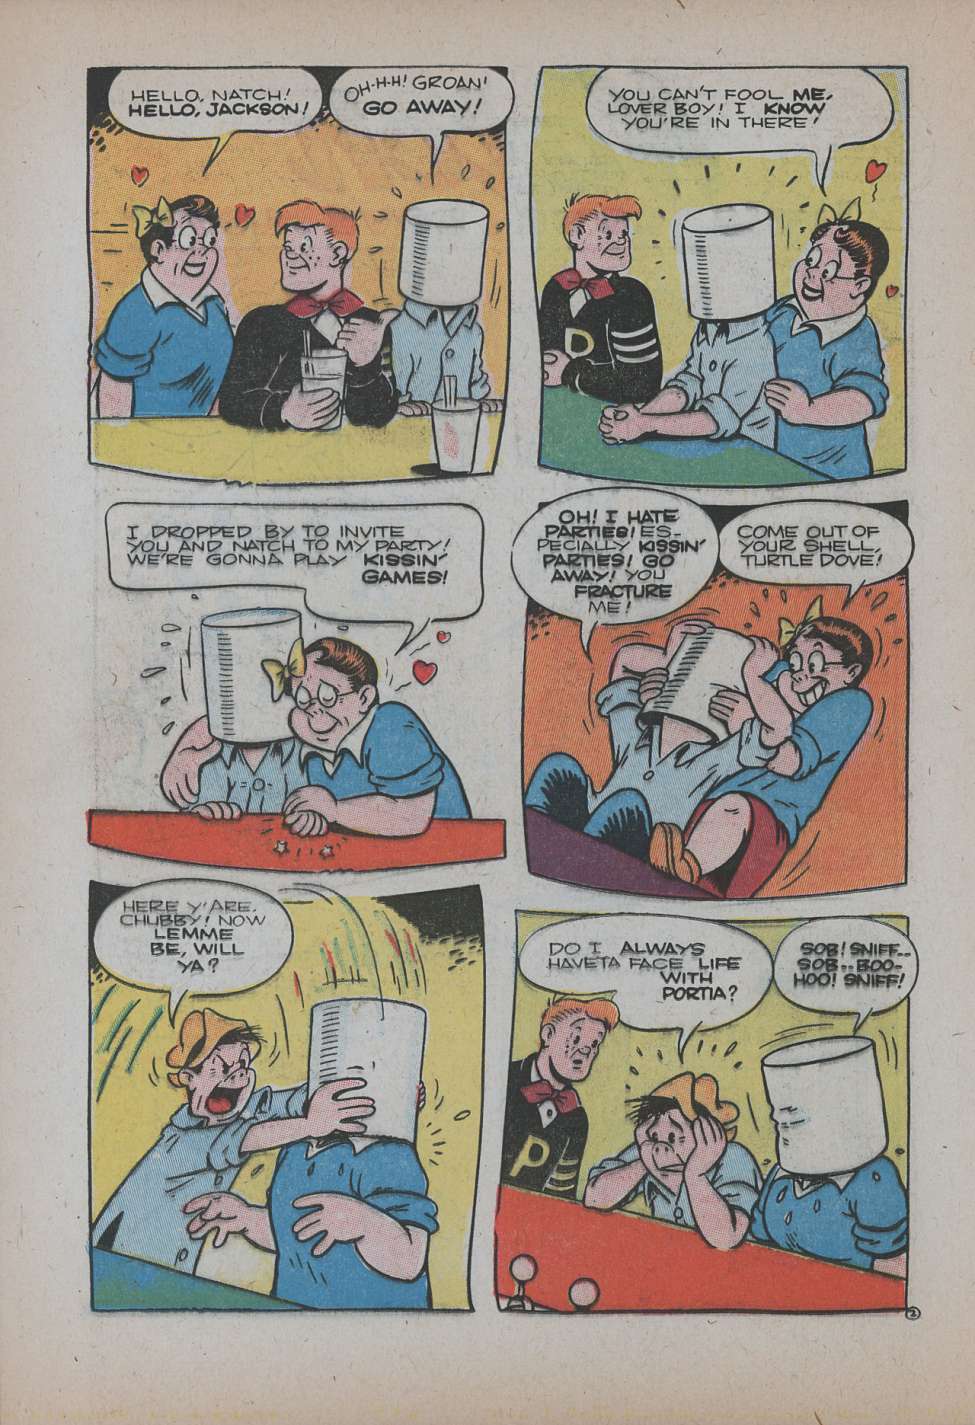 HELLO, NATCH!
HELLO, JACKSON!
OH-H-H! GROAN!
GO AWAY!
YOU CAN'T FOOL ME,
LOVER BOY! I KNOW
YOU'RE IN THERE!
I DROPPED BY TO INVITE
YOU AND NATCH TO MY PARTY!
WE'RE GONNA PLAY KISSIN'
GAMES!
OH! I HATE
PARTIES! ES-
PECIALLY KISSIN'
PARTIES! GO
AWAY! YOU
FRACTURE
ME!
COME OUT OF
YOUR SHELL,
TURTLE DOVE!
HERE Y'ARE,
CHUBBY! NOW
LEMME
BE, WILL
YA?
DO I ALWAYS
HAVETA FACE LIFE
WITH
PORTIA?
SOB! SNIFF..
SOB.. BOO-
HOO! SNIFF!
P
P
2